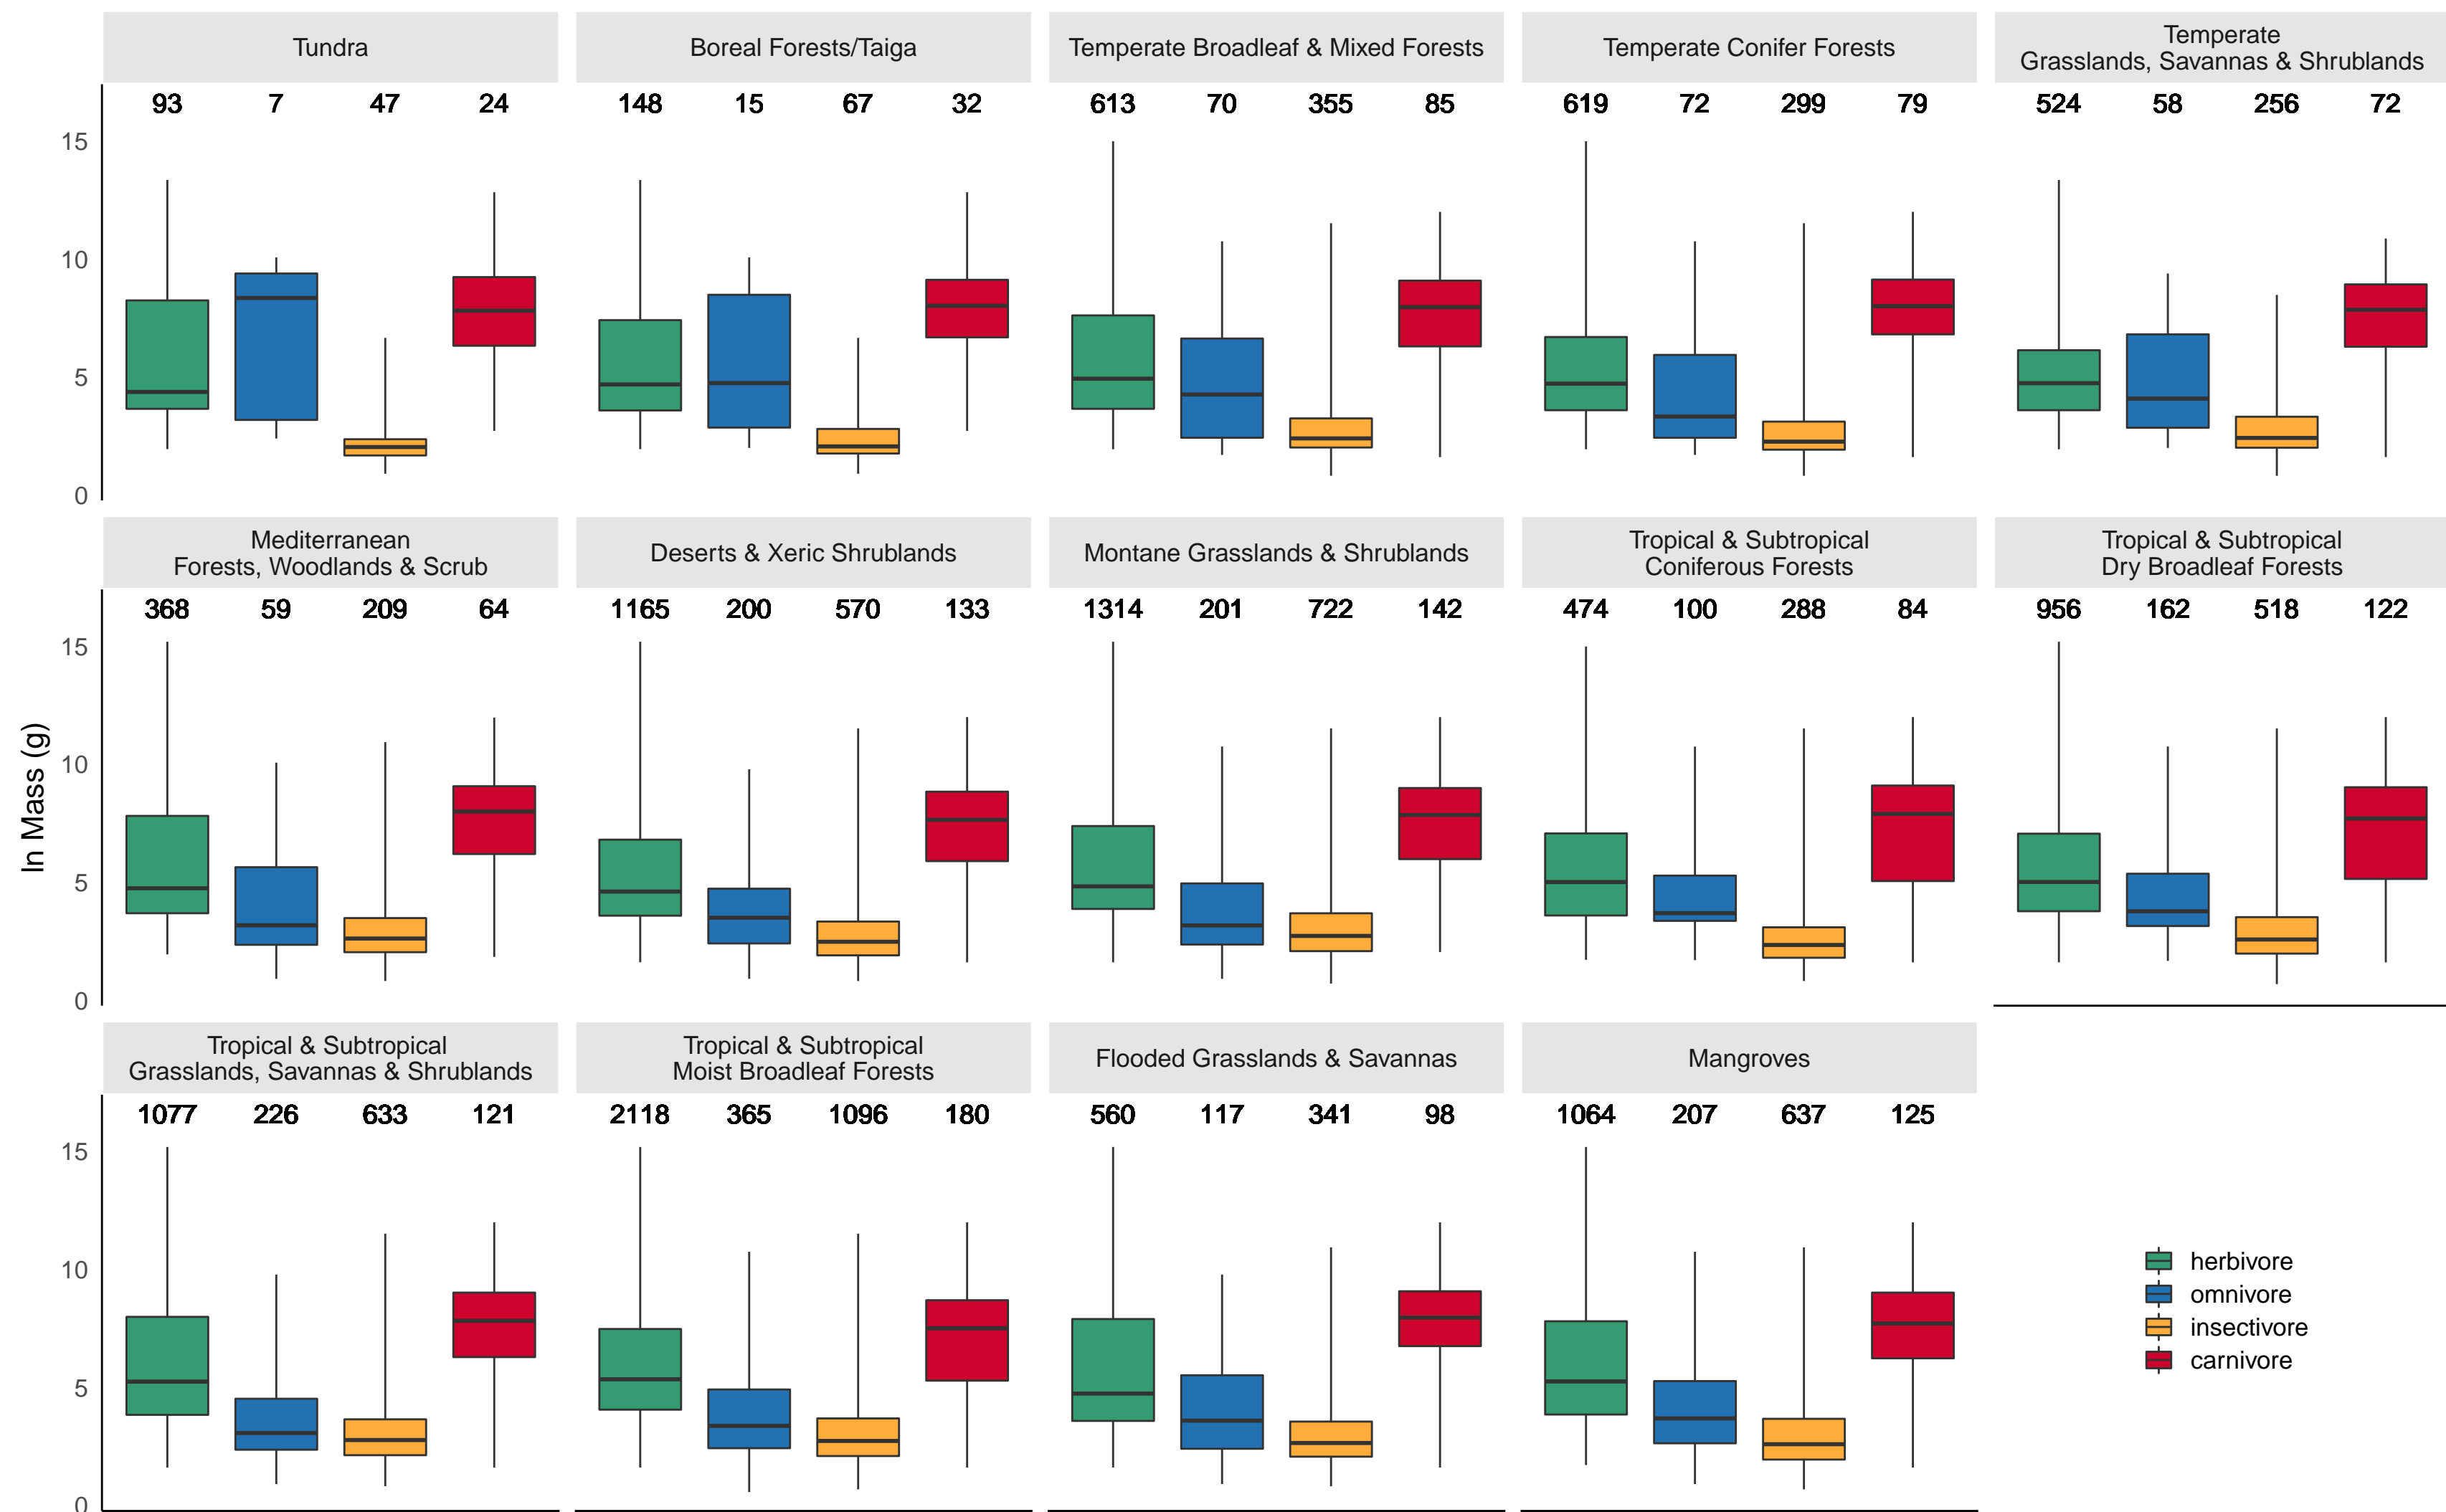 Tundra
Boreal Forests/Taiga
Temperate Broadleaf & Mixed Forests
Temperate Conifer Forests
Temperate
Grasslands, Savannas & Shrublands
93 7 47 24
148 15 67 32
613 70 355 85
619 72 299 79
524 58 256 72
15
10
5
0
Mediterranean
Forests, Woodlands & Scrub
Deserts & Xeric Shrublands
Montane Grasslands & Shrublands
Tropical & Subtropical
Coniferous Forests
Tropical & Subtropical
Dry Broadleaf Forests
368 59 209 64
1165 200 570 133
1314 201 722 142
474 100 288 84
956 162 518 122
15
10
5
0
ln Mass (g)
Tropical & Subtropical
Grasslands, Savannas & Shrublands
Tropical & Subtropical
Moist Broadleaf Forests
Flooded Grasslands & Savannas
Mangroves
1077 226 633 121
2118 365 1096 180
560 117 341 98
1064 207 637 125
15
10
5
0
herbivore
omnivore
insectivore
carnivore